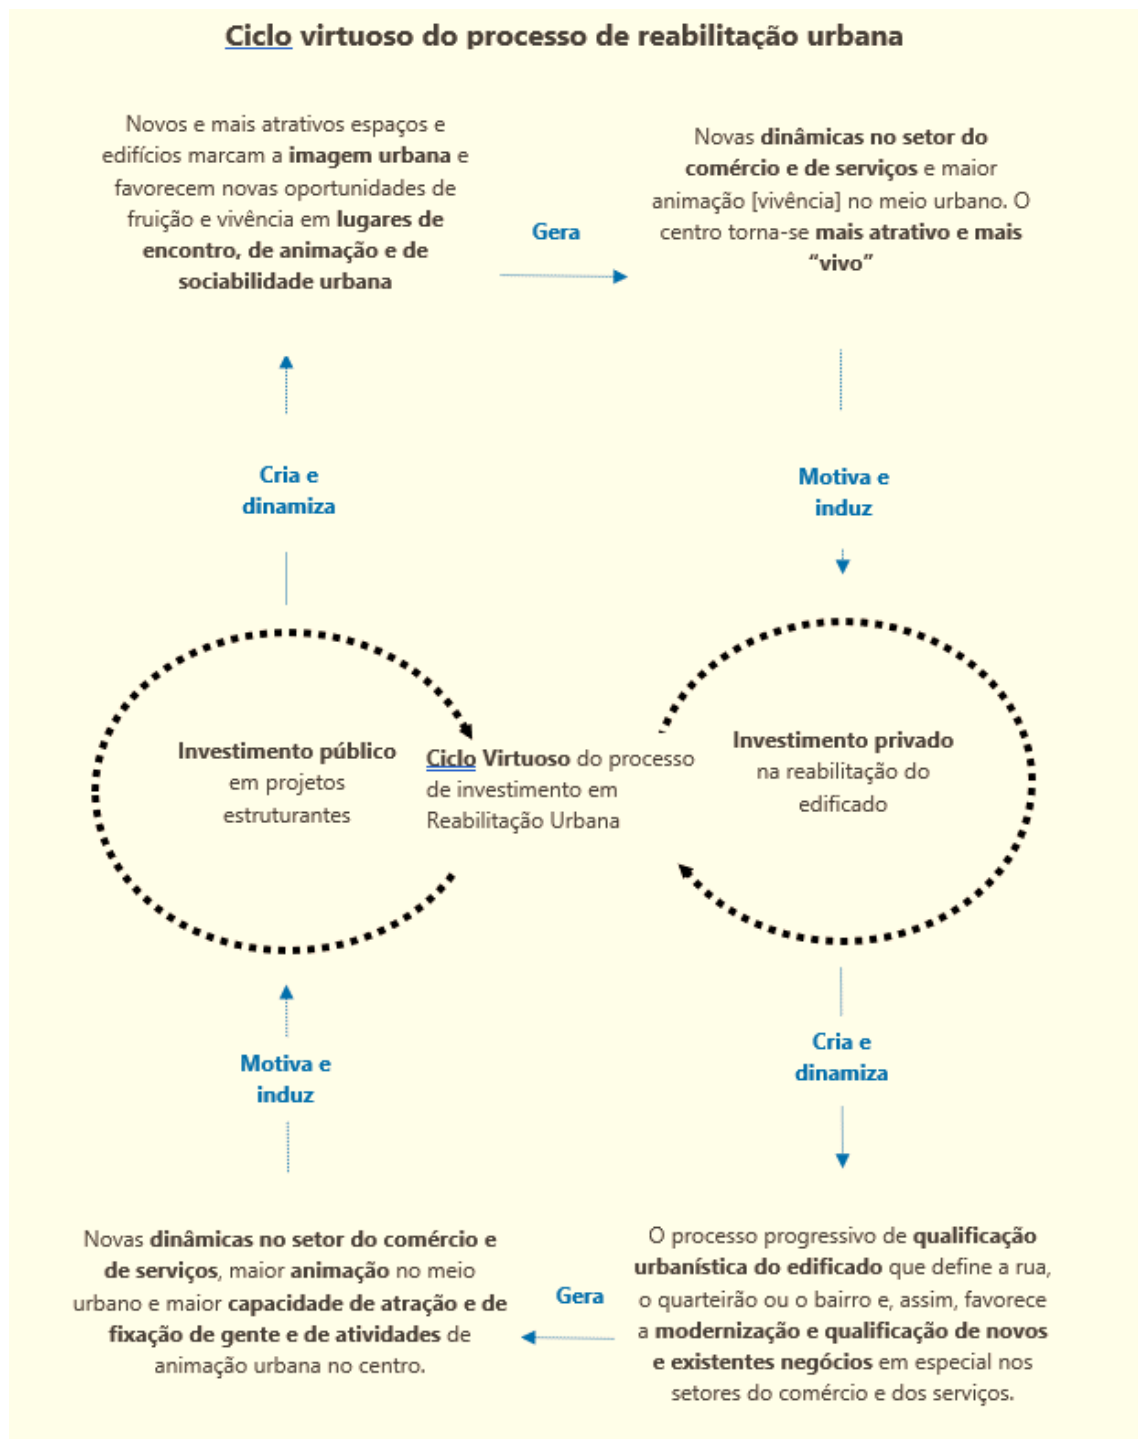 Ciclo virtuoso do processo de reabilitação urbana
Novos e mais atrativos espaços e
edifícios marcam a imagem urbana e
favorecem novas oportunidades de
fruição e vivência em lugares de
encontro, de animação e de
sociabilidade urbana
Gera
Novas dinâmicas no setor do
comércio e de serviços e maior
animação [vivência] no meio urbano. O
centro torna-se mais atrativo e mais
“vivo”
Cria e
dinamiza
Motiva e
induz
Investimento público
em projetos
estruturantes
Ciclo Virtuoso do processo
de investimento em
Reabilitação Urbana
Investimento privado
na reabilitação do
edificado
Motiva e
induz
Cria e
dinamiza
Novas dinâmicas no setor do comércio e
de serviços, maior animação no meio
urbano e maior capacidade de atração e de
fixação de gente e de atividades de
animação urbana no centro.
Gera
O processo progressivo de qualificação
urbanística do edificado que define a rua,
o quarteirão ou o bairro e, assim, favorece
a modernização e qualificação de novos
e existentes negócios em especial nos
setores do comércio e dos serviços.